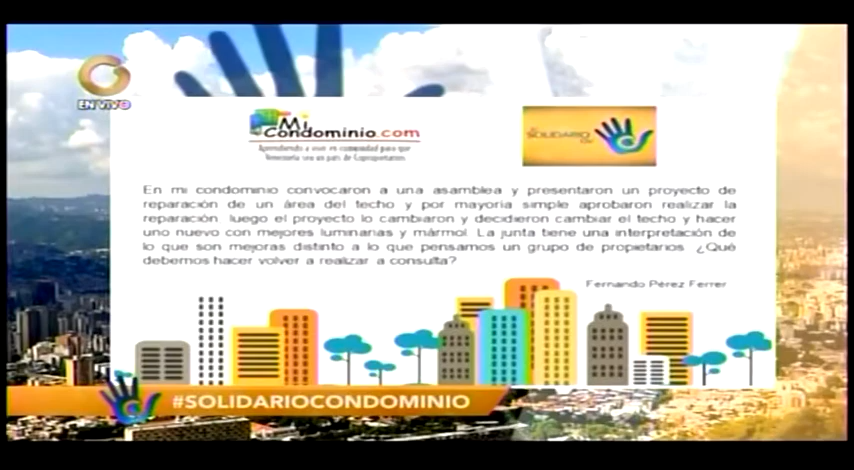 EN VIVO
Mi
Condominio.com
Aprendiendo a vivir en comunidad para que
Venezuela sea un país de Copropietarios
SOLIDARIO
En mi condominio convocaron a una asamblea y presentaron un proyecto de
reparación de un área del techo y por mayoría simple aprobaron realizar la
reparación luego el proyecto lo cambiaron y decidieron cambiar el techo y hacer
uno nuevo con mejores luminarias y mármol. La junta tiene una interpretación de
lo que son mejoras distinto a lo que pensamos un grupo de propietarios ¿Qué
debemos hacer volver a realizar a consulta?
Fernando Pérez Ferrer
#SOLIDARIOCONDOMINIO